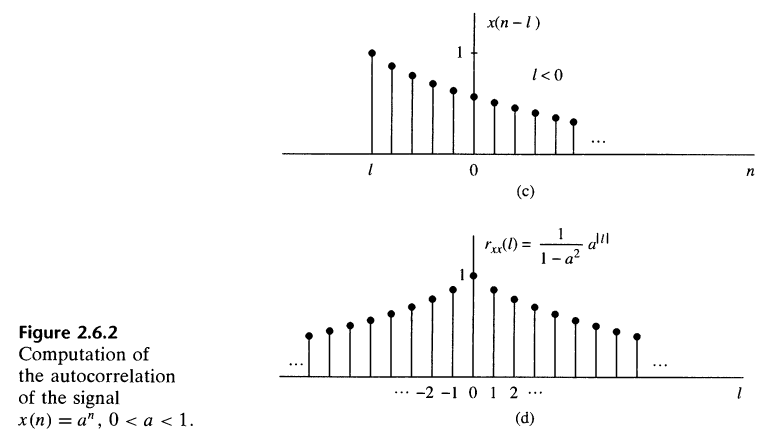 x(n − l)
1
l < 0
...
l
0
n
(c)
r_xx(l) = 1/(1 − a²) a^|l|
1
...
...
... −2 −1 0 1 2 ...
l
(d)
Figure 2.6.2
Computation of
the autocorrelation
of the signal
x(n) = aⁿ, 0 < a < 1.